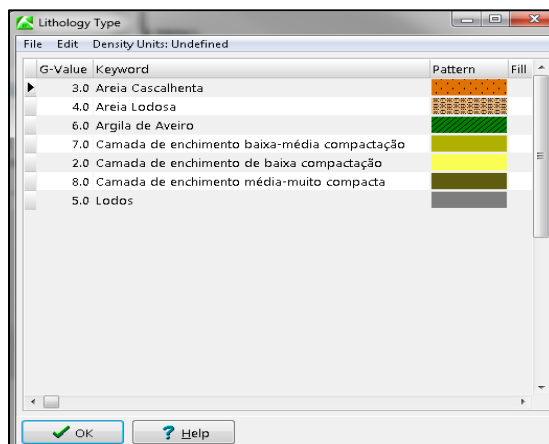 Lithology Type
File Edit Density Units: Undefined
G-Value Keyword Pattern Fill
3.0 Areia Cascalhenta
4.0 Areia Lodosa
6.0 Argila de Aveiro
7.0 Camada de enchimento baixa-média compactação
2.0 Camada de enchimento de baixa compactação
8.0 Camada de enchimento média-muito compacta
5.0 Lodos
OK ? Help